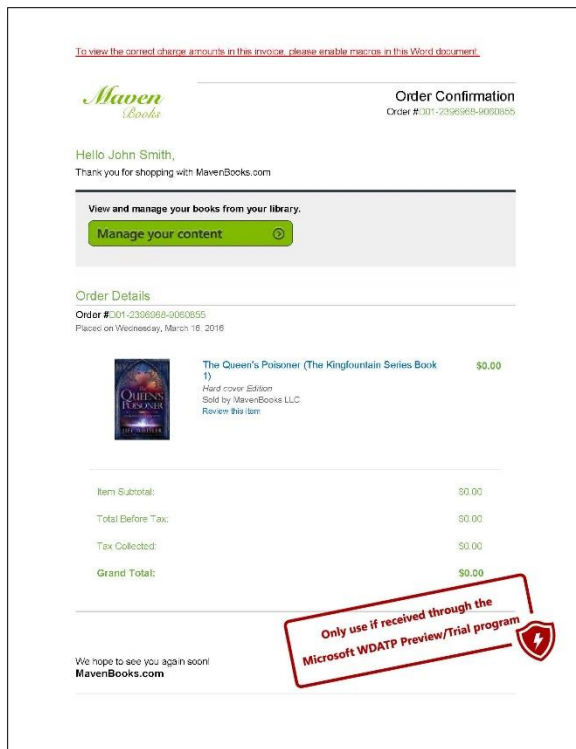 To view the correct charge amounts in this invoice, please enable macros in this Word document.
Maven
Books
Order Confirmation
Order #D01-2396968-9060855
Hello John Smith,
Thank you for shopping with MavenBooks.com
View and manage your books from your library.
Manage your content
Order Details
Order #D01-2396968-9060855
Placed on Wednesday, March 16, 2016
The Queen's Poisoner (The Kingfountain Series Book $0.00
1)
Hard cover Edition
Sold by MavenBooks LLC
Review this item
THE
QUEEN'S
POISONER
Item Subtotal: $0.00
Total Before Tax: $0.00
Tax Collected: $0.00
Grand Total: $0.00
Only use if received through the
Microsoft WDATP Preview/Trial program
We hope to see you again soon!
MavenBooks.com